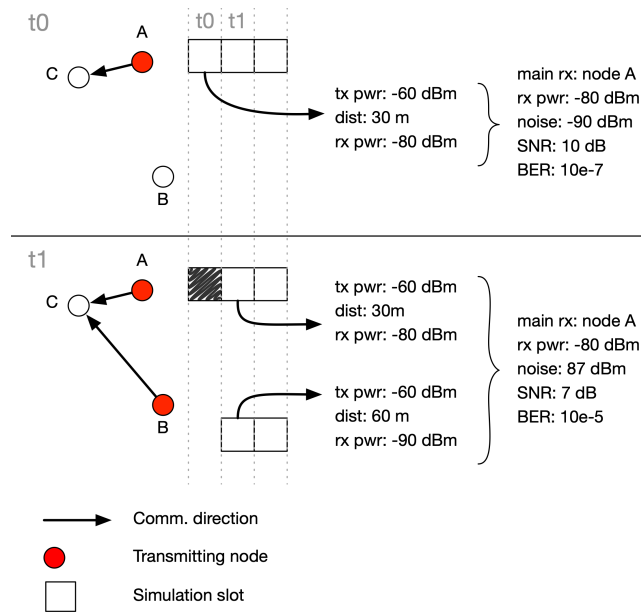 t0
t0 t1
A
C
B
tx pwr: -60 dBm
dist: 30 m
rx pwr: -80 dBm
main rx: node A
rx pwr: -80 dBm
noise: -90 dBm
SNR: 10 dB
BER: 10e-7
t1
A
C
B
tx pwr: -60 dBm
dist: 30m
rx pwr: -80 dBm
tx pwr: -60 dBm
dist: 60 m
rx pwr: -90 dBm
main rx: node A
rx pwr: -80 dBm
noise: 87 dBm
SNR: 7 dB
BER: 10e-5
Comm. direction
Transmitting node
Simulation slot